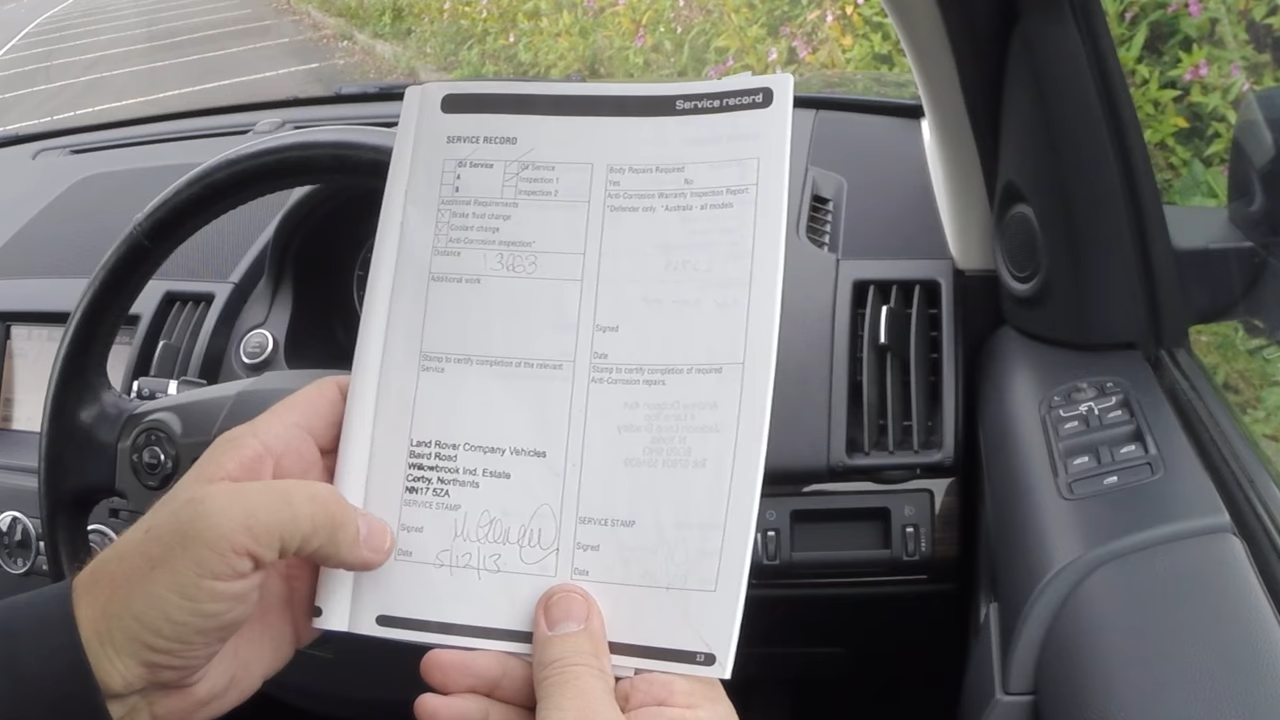 Service record
SERVICE RECORD
Oil Service
A
B
Oil Service
Inspection 1
Inspection 2
Additional Requirements
Brake fluid change
Coolant change
Anti-Corrosion inspection*
Distance
13663
Additional work
Stamp to certify completion of the relevant
Service.
Land Rover Company Vehicles
Baird Road
Willowbrook Ind. Estate
Corby, Northants
NN17 5ZA
SERVICE STAMP
Signed
Date
5/12/13
Body Repairs Required
Yes No
Anti-Corrosion Warranty Inspection Report.
*Defender only. *Australia - all models
Signed
Date
Stamp to certify completion of required
Anti-Corrosion repairs.
SERVICE STAMP
Signed
Date
13